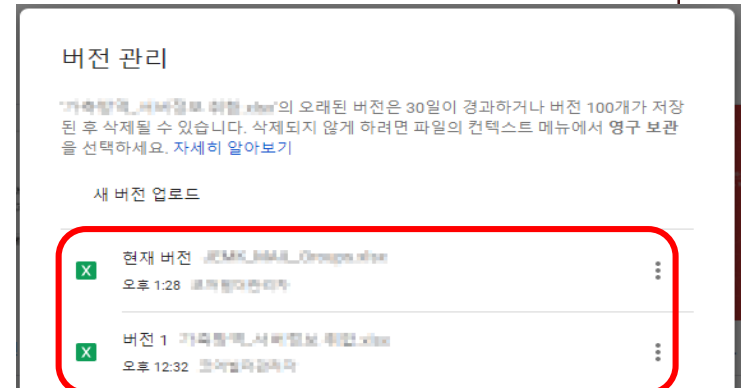 버전 관리
의 오래된 버전은 30일이 경과하거나 버전 100개가 저장
된 후 삭제될 수 있습니다. 삭제되지 않게 하려면 파일의 컨텍스트 메뉴에서 영구 보관
을 선택하세요. 자세히 알아보기
새 버전 업로드
현재 버전
오후 1:28
버전 1
오후 12:32